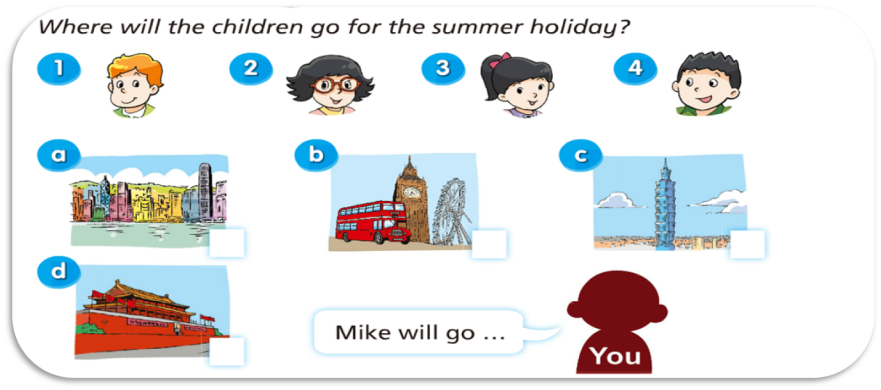 Where will the children go for the summer holiday?
1 2 3 4
a b c
d
Mike will go ...
You